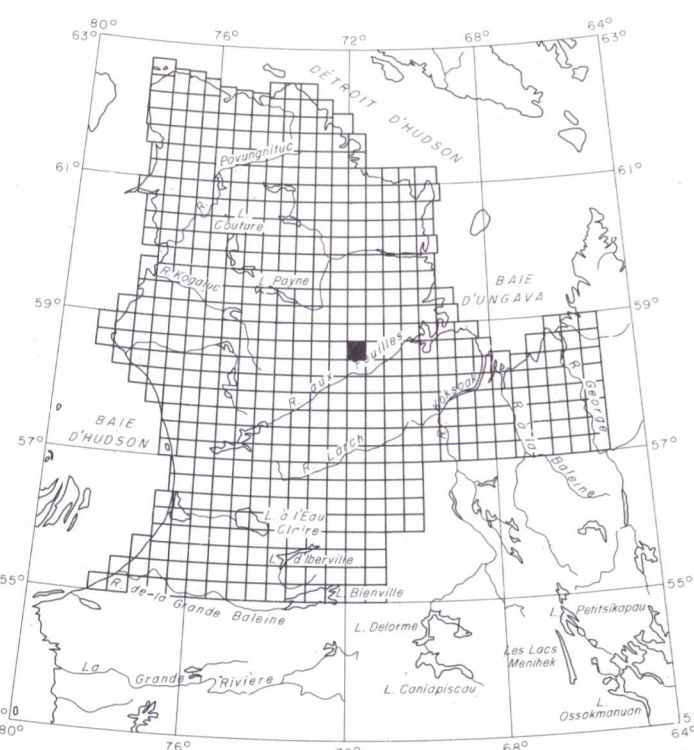 80°
76°
72°
68°
64°
63°
63°
DÉTROIT
D'HUDSON
Povungnituc
61°
61°
R.
L.
Couture
R. Kogaluc
L. Payne
BAIE
D'UNGAVA
59°
59°
R. aux Feuilles
R. George
Koksoak
R.
R. à la
Baleine
BAIE
D'HUDSON
57°
57°
R. Larch
L. à l'Eau
Claire
L. d'Iberville
55°
55°
R. de-la Grande Baleine
L. Bienville
L. Delorme
L. Petitsikapau
Les Lacs
Menihek
La Grande Rivière
L. Caniapiscau
L.
Ossokmanuan
80°
76°
68°
64°